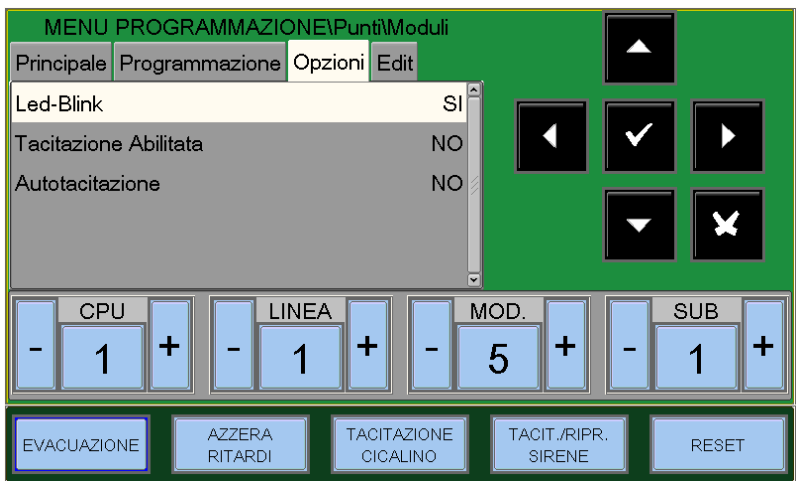 MENU PROGRAMMAZIONE\Punti\Moduli
Principale Programmazione Opzioni Edit
Led-Blink SI
Tacitazione Abilitata NO
Autotacitazione NO
CPU LINEA MOD. SUB
- 1 + - 1 + - 5 + - 1 +
EVACUAZIONE AZZERA RITARDI TACITAZIONE CICALINO TACIT./RIPR. SIRENE RESET